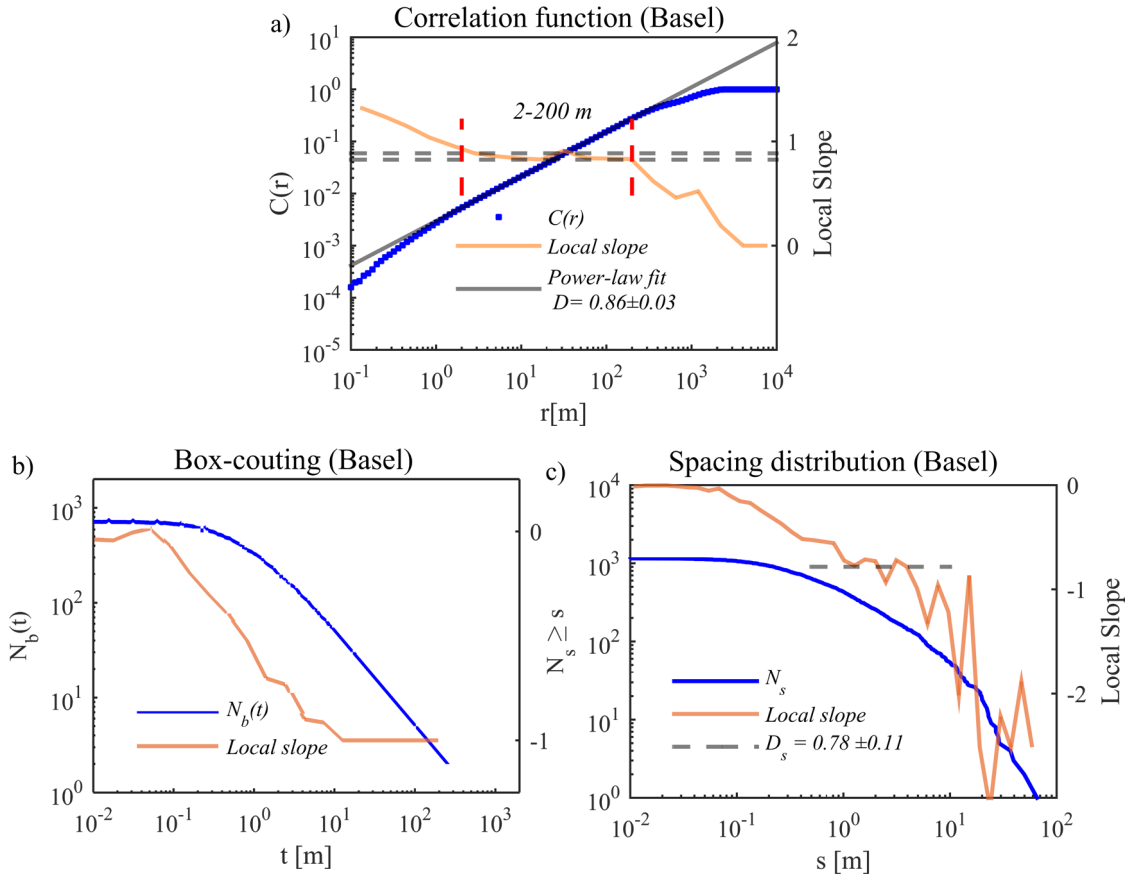 a) Correlation function (Basel)
10^1
10^0
10^-1
10^-2
10^-3
10^-4
10^-5
C(r)
2-200 m
C(r)
Local slope
Power-law fit
D= 0.86±0.03
2
1
0
Local Slope
10^-1 10^0 10^1 10^2 10^3 10^4
r[m]
b) Box-couting (Basel)
10^3
10^2
10^1
10^0
N_b(t)
N_b(t)
Local slope
0
-1
10^-2 10^-1 10^0 10^1 10^2 10^3
t [m]
c) Spacing distribution (Basel)
10^4
10^3
10^2
10^1
10^0
N_s ≥ s
N_s
Local slope
D_s = 0.78 ±0.11
0
-1
-2
Local Slope
10^-2 10^-1 10^0 10^1 10^2
s [m]